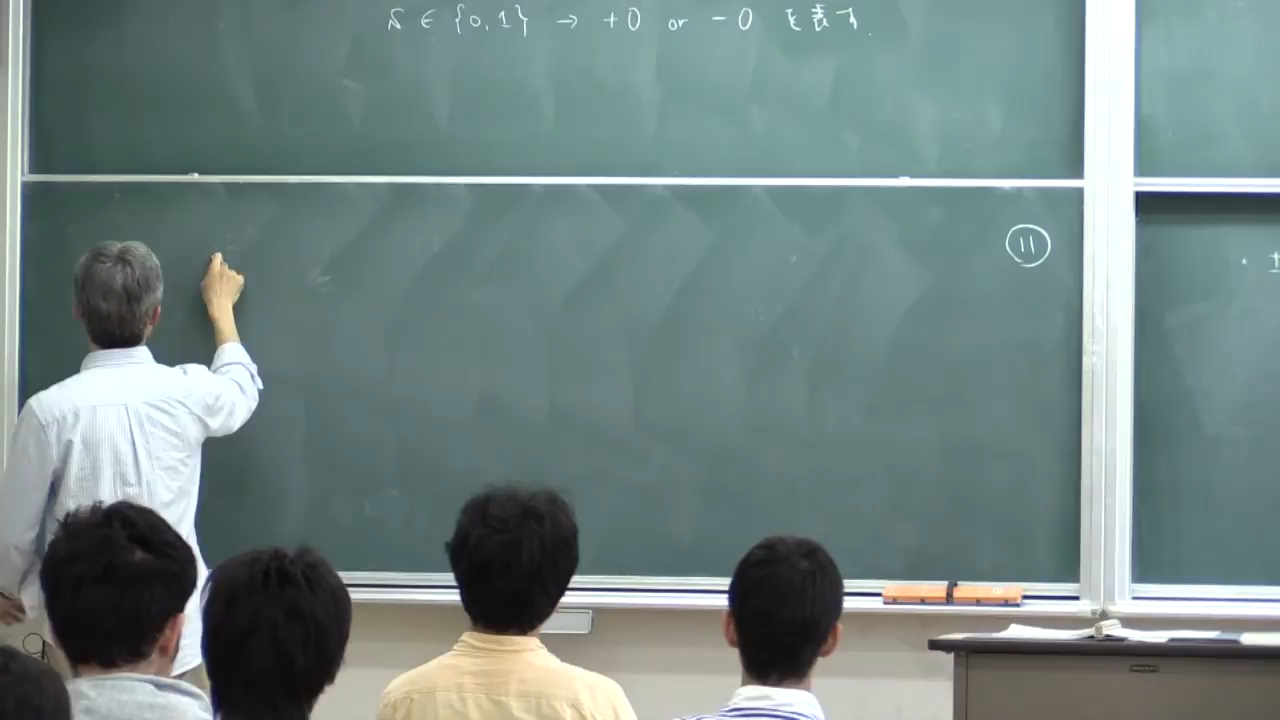 s ∈ {0, 1} → +0 or -0 を表す.
⑪
• ±